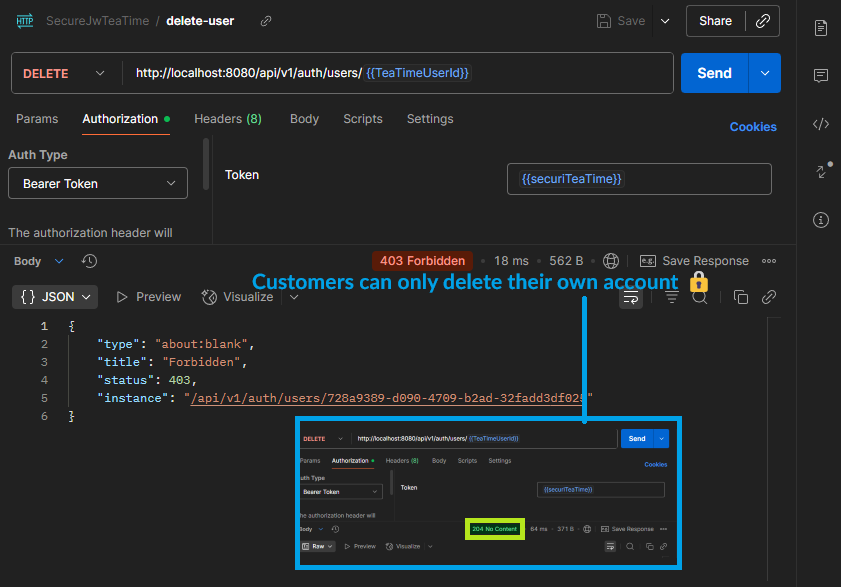 HTTP SecureJwTeaTime / delete-user Save Share
DELETE http://localhost:8080/api/v1/auth/users/ {{TeaTimeUserId}} Send
Params Authorization Headers (8) Body Scripts Settings Cookies
Auth Type
Bearer Token Token {{securiTeaTime}}
The authorization header will
Body 403 Forbidden 18 ms 562 B e.g. Save Response
Customers can only delete their own account
{} JSON Preview Visualize
1 {
2 "type": "about:blank",
3 "title": "Forbidden",
4 "status": 403,
5 "instance": "/api/v1/auth/users/728a9389-d090-4709-b2ad-32fadd3df025"
6 }
DELETE http://localhost:8080/api/v1/auth/users/ {{TeaTimeUserId}} Send
Params Authorization Headers (8) Body Scripts Settings Cookies
Auth Type
Bearer Token Token {{securiTeaTime}}
he authorization header will
Body 204 No Content 64 ms 371 B Save Response
Raw Preview Visualize